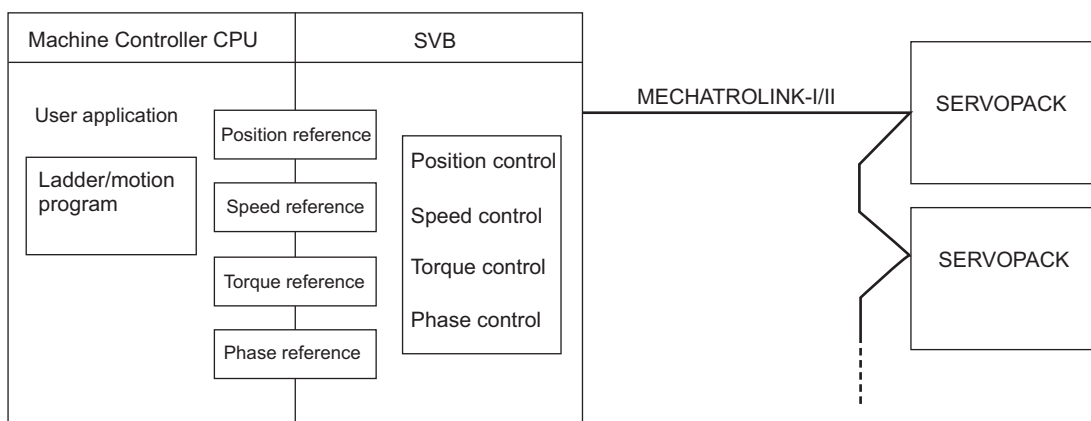 Machine Controller CPU
SVB
User application
Ladder/motion
program
Position reference
Speed reference
Torque reference
Phase reference
Position control
Speed control
Torque control
Phase control
MECHATROLINK-I/II
SERVOPACK
SERVOPACK